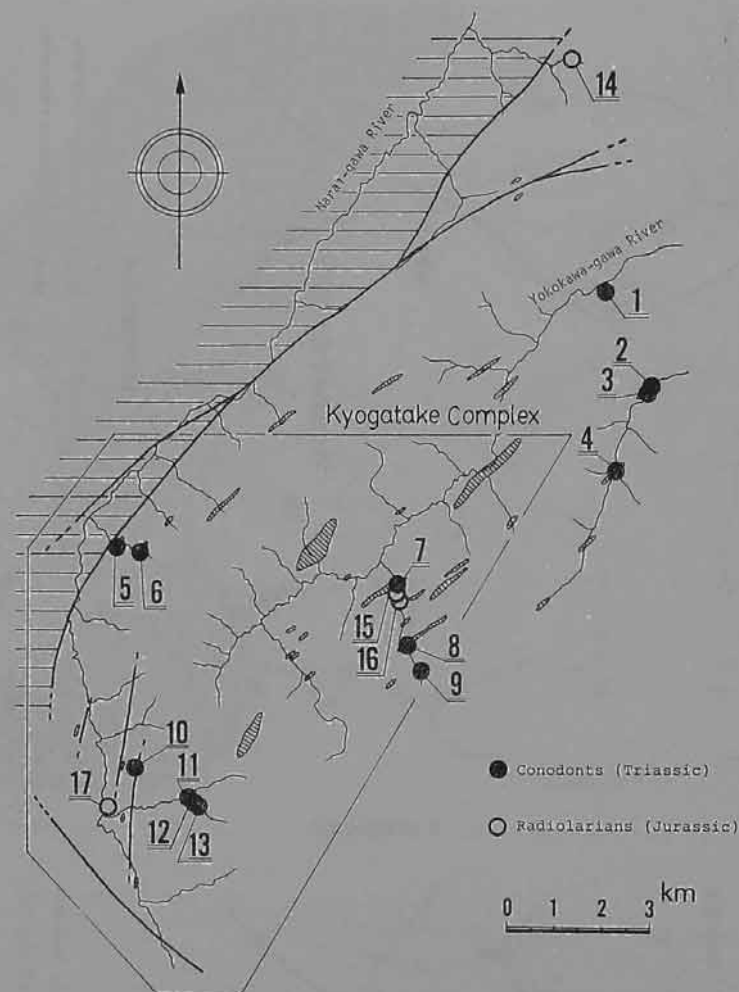 14
Narai-gawa River
Yokokawa-gawa River
1
2
3
Kyogatake Complex
4
5
6
7
15
16
8
9
10
11
17
12
13
Conodonts (Triassic)
Radiolarians (Jurassic)
km
0 1 2 3